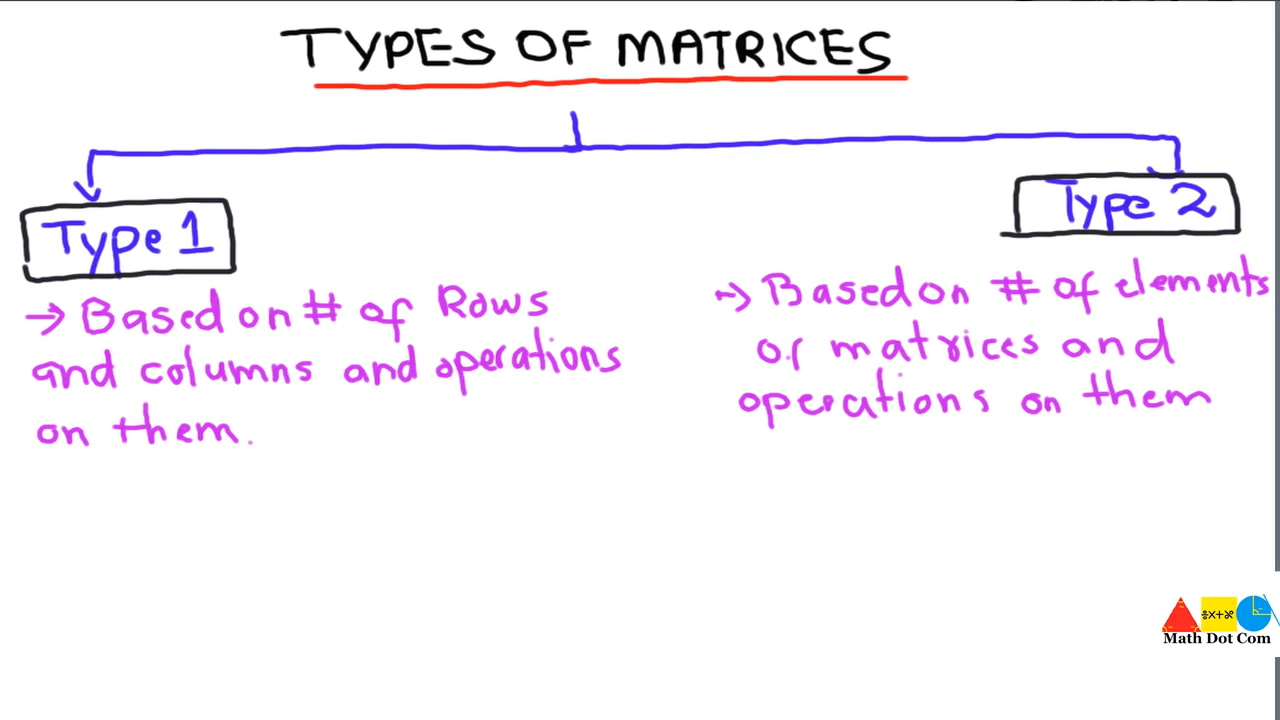 TYPES OF MATRICES
Type 1
→ Based on # of Rows
and columns and operations
on them.
Type 2
→ Based on # of elements
of matrices and
operations on them
÷X+
Math Dot Com